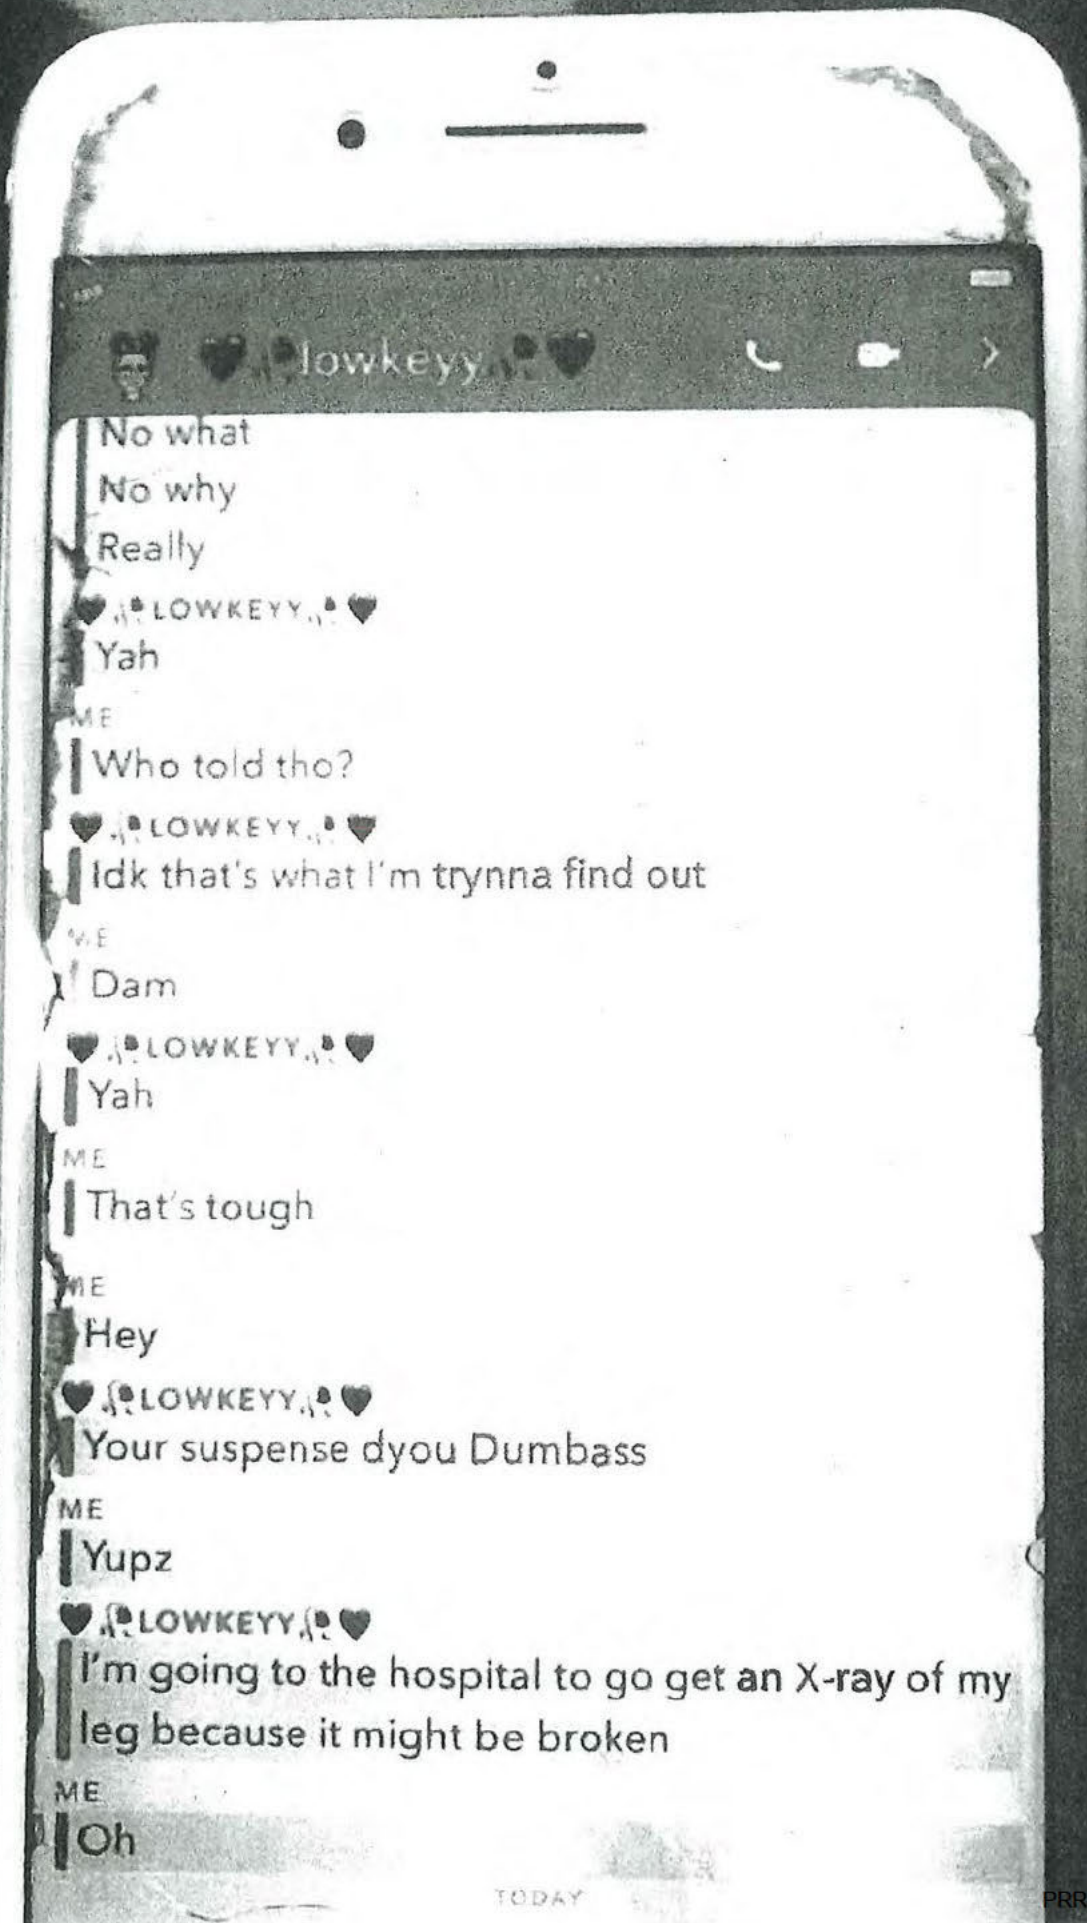 ❤🥀lowkeyy🥀❤
No what
No why
Really
❤🥀LOWKEYY🥀❤
Yah
ME
Who told tho?
❤🥀LOWKEYY🥀❤
Idk that's what I'm trynna find out
ME
Dam
❤🥀LOWKEYY🥀❤
Yah
ME
That's tough
ME
Hey
❤🥀LOWKEYY🥀❤
Your suspense dyou Dumbass
ME
Yupz
❤🥀LOWKEYY🥀❤
I'm going to the hospital to go get an X-ray of my
leg because it might be broken
ME
Oh
TODAY
PRR